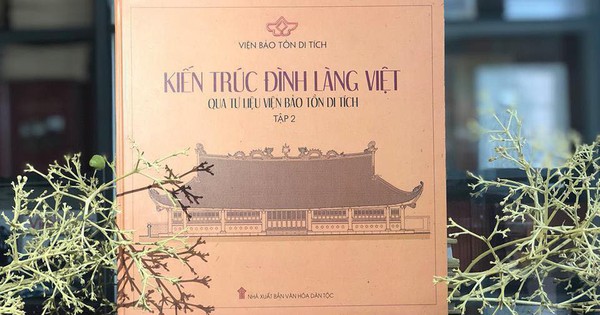 VIỆN BẢO TỒN DI TÍCH
KIẾN TRÚC ĐÌNH LÀNG VIỆT
QUA TƯ LIỆU VIỆN BẢO TỒN DI TÍCH
TẬP 2
NHÀ XUẤT BẢN VĂN HÓA DÂN TỘC